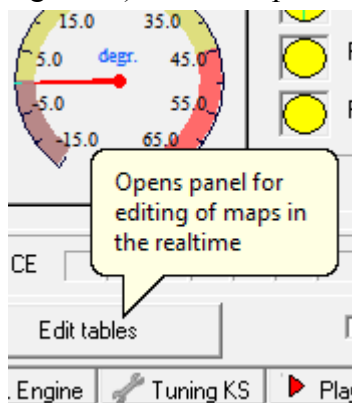 15.0 35.0
5.0 degr. 45.0
-5.0 55.0
-15.0 65.0
Opens panel for
editing of maps in
the realtime
CE
Edit tables
Engine Tuning KS Play